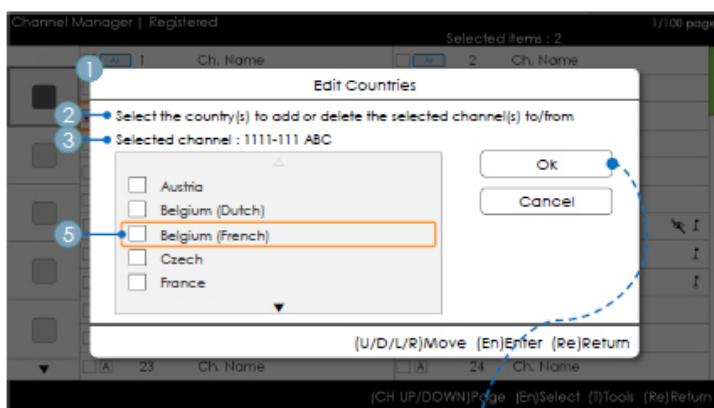 Channel Manager | Registered
Selected items : 2
1/100 page
Air 1 Ch. Name Air 2 Ch. Name
1
Edit Countries
2 Select the country(s) to add or delete the selected channel(s) to/from
3 Selected channel : 1111-111 ABC
Ok
Austria
Cancel
Belgium (Dutch)
5 Belgium (French)
Czech
France
(U/D/L/R)Move (En)Enter (Re)Return
A 23 Ch. Name A 24 Ch. Name
(CH UP/DOWN)Page (En)Select (T)Tools (Re)Return